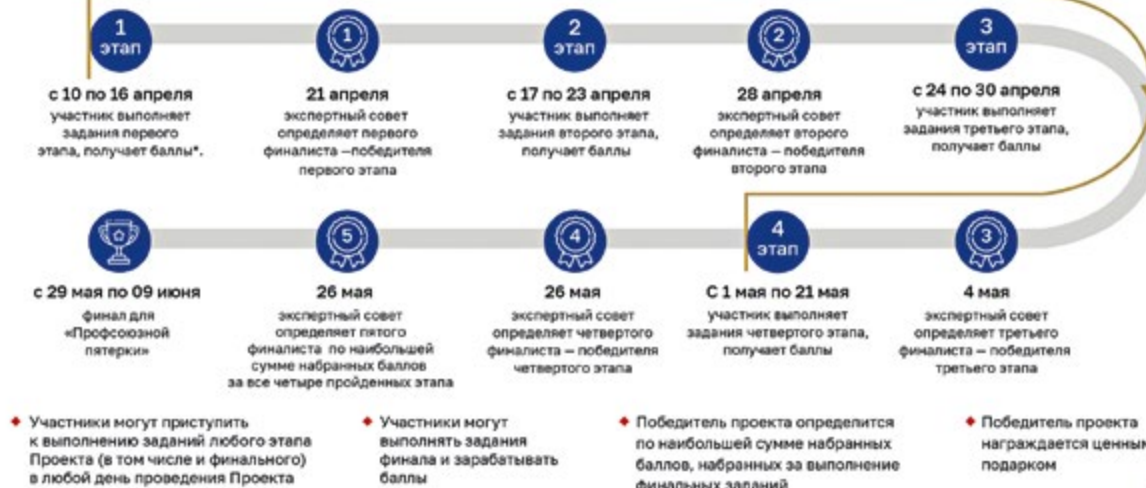 1
этап
с 10 по 16 апреля
участник выполняет
задания первого
этапа, получает баллы*.
1
21 апреля
экспертный совет
определяет первого
финалиста —победителя
первого этапа
2
этап
с 17 по 23 апреля
участник выполняет
задания второго этапа,
получает баллы
2
28 апреля
экспертный совет
определяет второго
финалиста — победителя
второго этапа
3
этап
с 24 по 30 апреля
участник выполняет
задания третьего этапа,
получает баллы
с 29 мая по 09 июня
финал для
«Профсоюзной
пятерки»
5
26 мая
экспертный совет
определяет пятого
финалиста по наибольшей
сумме набранных баллов
за все четыре пройденных этапа
4
26 мая
экспертный совет
определяет четвертого
финалиста — победителя
четвертого этапа
4
этап
С 1 мая по 21 мая
участник выполняет
задания четвертого этапа,
получает баллы
3
4 мая
экспертный совет
определяет третьего
финалиста — победителя
третьего этапа
Участники могут приступить
к выполнению заданий любого этапа
Проекта (в том числе и финального)
в любой день проведения Проекта
Участники могут
выполнять задания
финала и зарабатывать
баллы
Победитель проекта определится
по наибольшей сумме набранных
баллов, набранных за выполнение
финальных заданий
Победитель проекта
награждается ценным
подарком